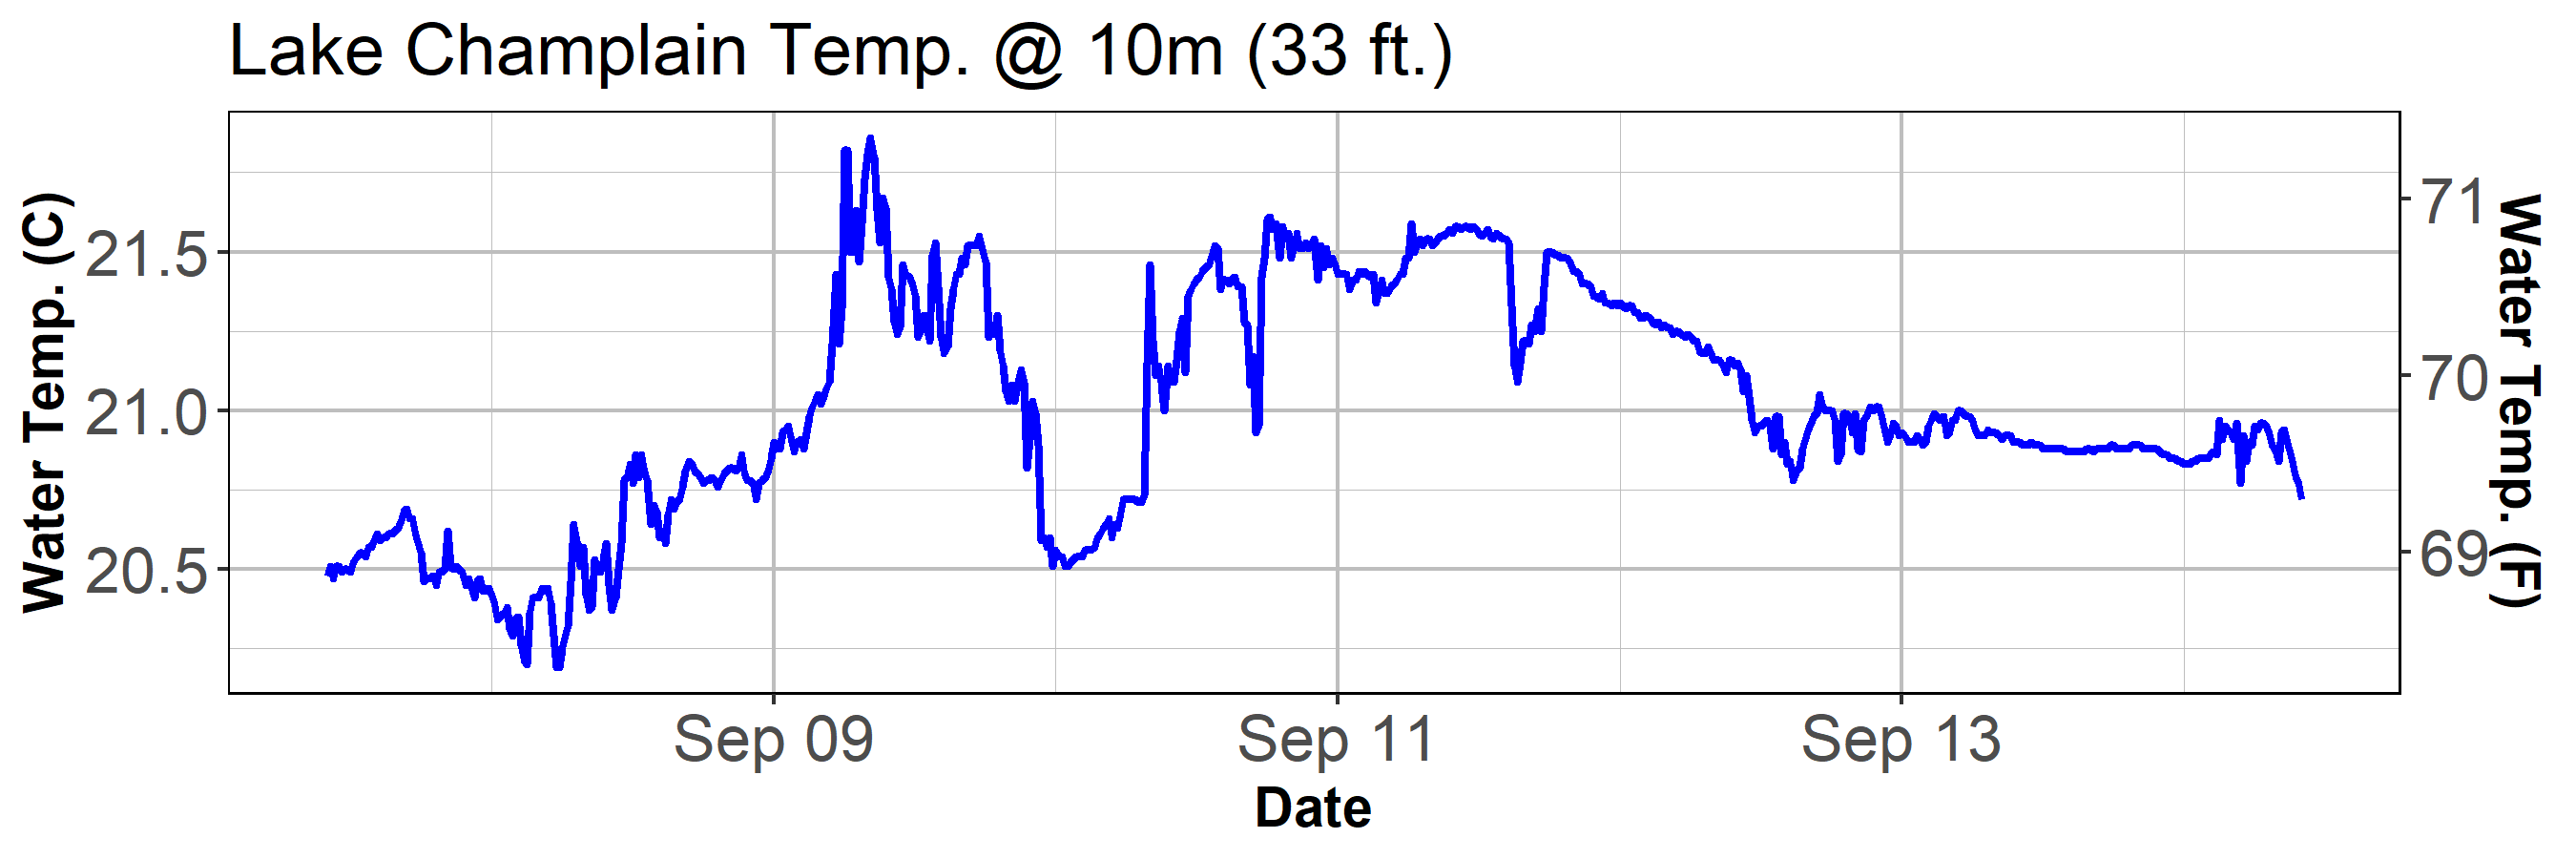 Lake Champlain Temp. @ 10m (33 ft.)
Water Temp. (C)
21.5
21.0
20.5
71
70
69
Water Temp. (F)
Sep 09
Sep 11
Sep 13
Date